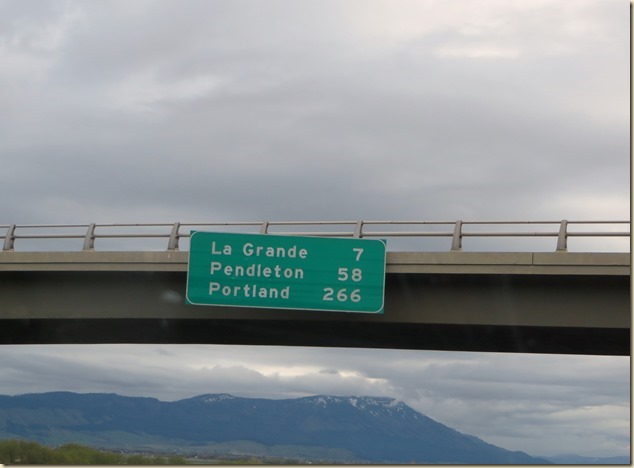 La Grande 7
Pendleton 58
Portland 266